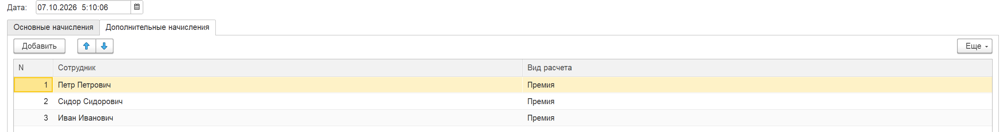 Дата: 07.10.2026 5:10:06
Основные начисления Дополнительные начисления
Добавить Еще
N Сотрудник Вид расчета
1 Петр Петрович Премия
2 Сидор Сидорович Премия
3 Иван Иванович Премия